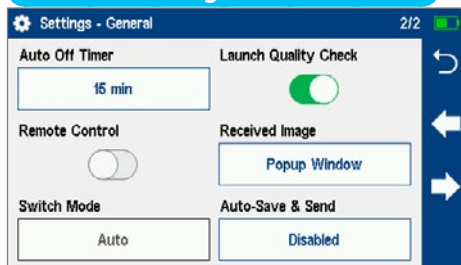 Settings - General 2/2
Auto Off Timer
15 min
Launch Quality Check
Remote Control
Received Image
Popup Window
Switch Mode
Auto
Auto-Save & Send
Disabled